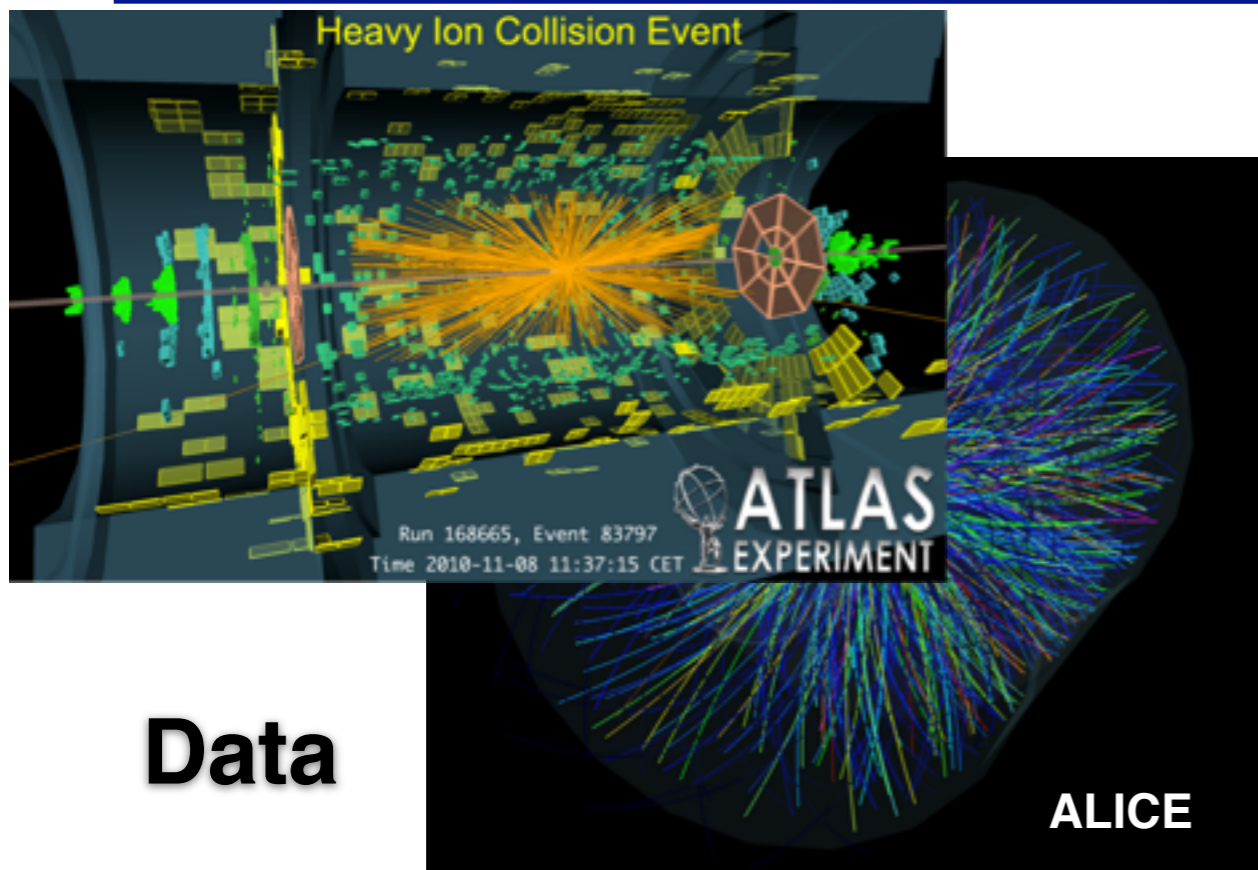 Heavy Ion Collision Event
ATLAS
EXPERIMENT
Run 168665, Event 83797
Time 2010-11-08 11:37:15 CET
Data
ALICE